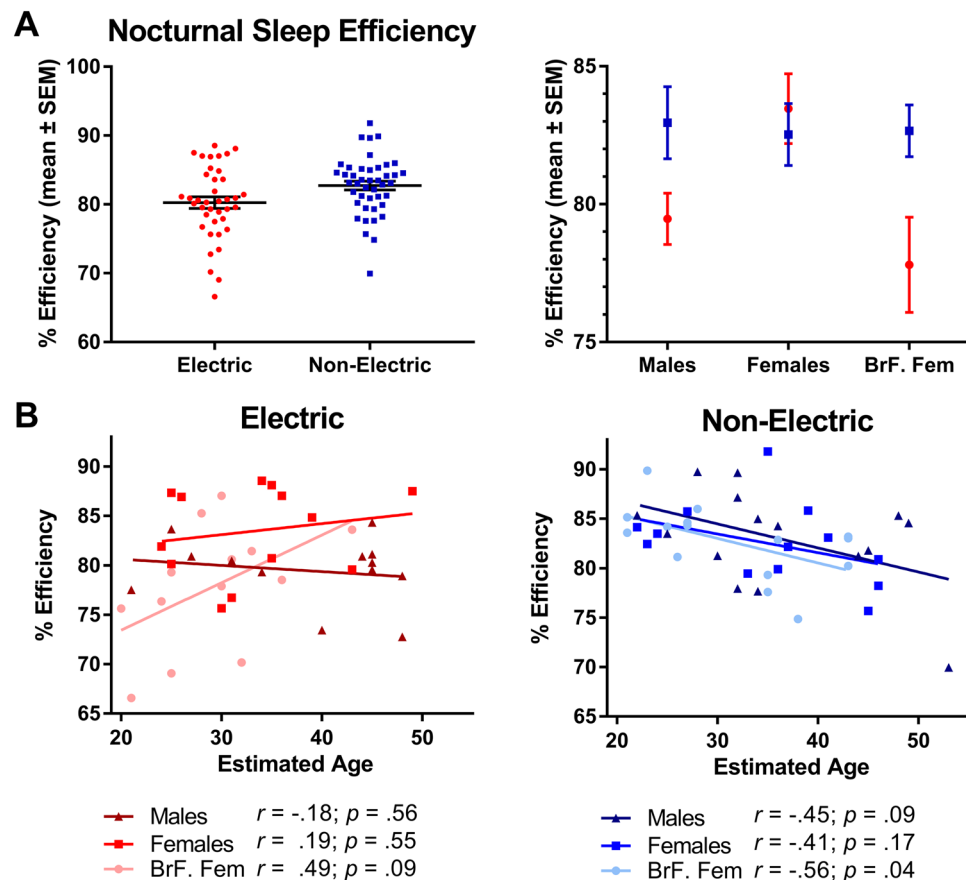 A
Nocturnal Sleep Efficiency
% Efficiency (mean ± SEM)
100
90
80
70
60
Electric
Non-Electric
% Efficiency (mean ± SEM)
85
80
75
Males
Females
BrF. Fem
B
Electric
% Efficiency
90
85
80
75
70
65
20
30
40
50
Estimated Age
Males r = -.18; p = .56
Females r = .19; p = .55
BrF. Fem r = .49; p = .09
Non-Electric
% Efficiency
90
85
80
75
70
65
20
30
40
50
Estimated Age
Males r = -.45; p = .09
Females r = -.41; p = .17
BrF. Fem r = -.56; p = .04